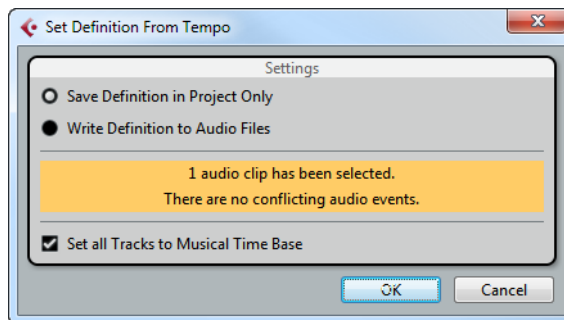 Set Definition From Tempo
Settings
Save Definition in Project Only
Write Definition to Audio Files
1 audio clip has been selected.
There are no conflicting audio events.
Set all Tracks to Musical Time Base
OK
Cancel